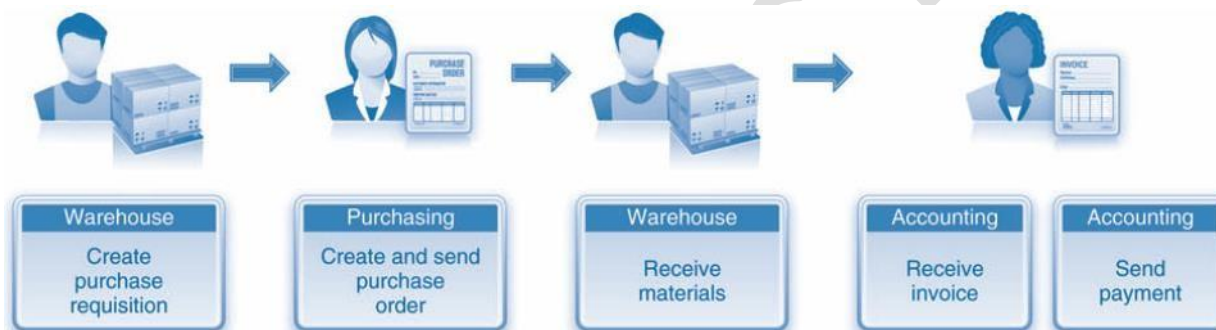 PURCHASE
ORDER
INVOICE
Warehouse
Create
purchase
requisition
Purchasing
Create and send
purchase
order
Warehouse
Receive
materials
Accounting
Receive
invoice
Accounting
Send
payment